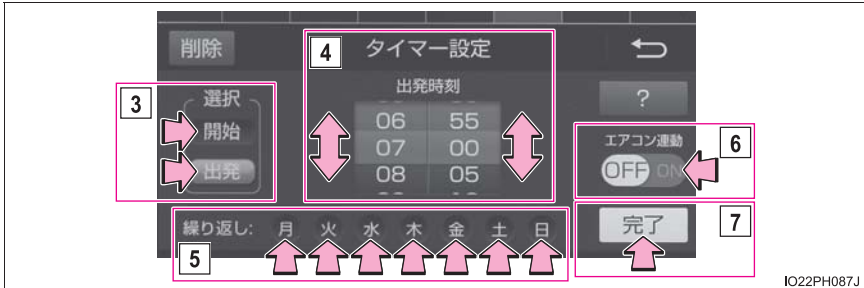 削除
4
タイマー設定
3
選択
開始
出発
出発時刻
06 55
07 00
08 05
?
エアコン連動
6
OFF ON
繰り返し: 月 火 水 木 金 土 日
5
完了
7
IO22PH087J